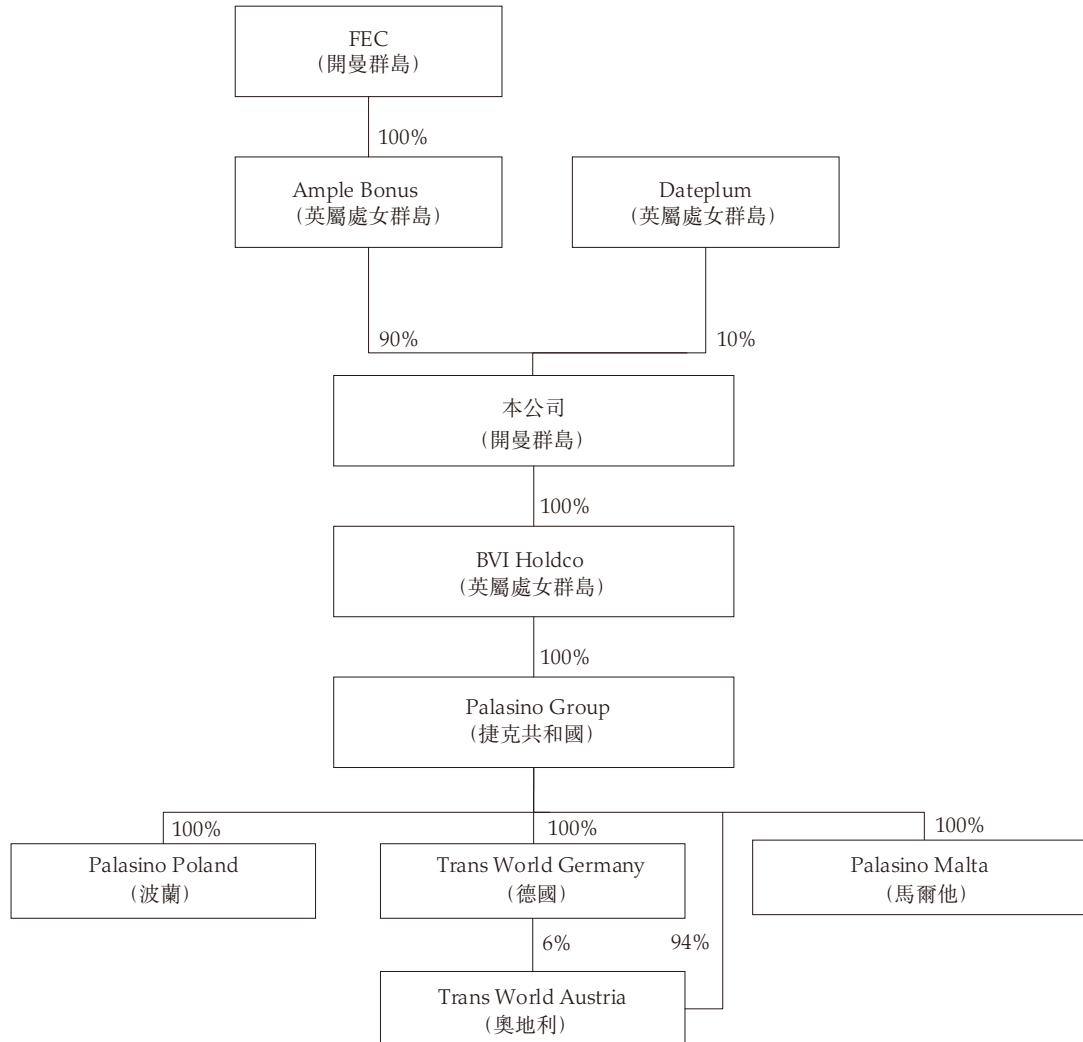 FEC
（開曼群島）
100%
Ample Bonus
（英屬處女群島）
Dateplum
（英屬處女群島）
90%
10%
本公司
（開曼群島）
100%
BVI Holdco
（英屬處女群島）
100%
Palasino Group
（捷克共和國）
100%
100%
100%
Palasino Poland
（波蘭）
Trans World Germany
（德國）
Palasino Malta
（馬爾他）
6%
94%
Trans World Austria
（奧地利）